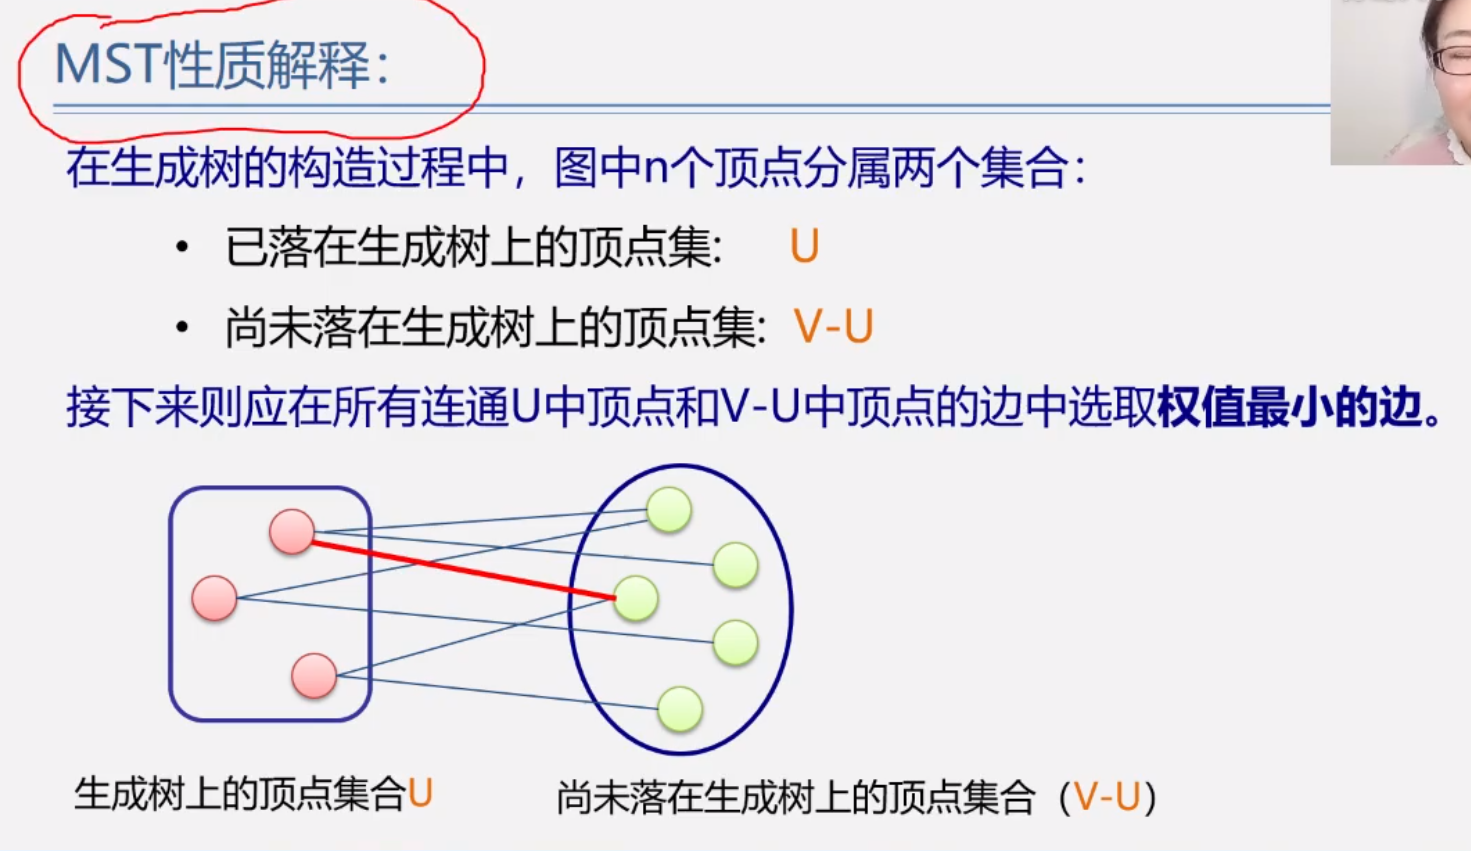 MST性质解释：
在生成树的构造过程中，图中n个顶点分属两个集合：
• 已落在生成树上的顶点集: U
• 尚未落在生成树上的顶点集: V-U
接下来则应在所有连通U中顶点和V-U中顶点的边中选取权值最小的边。
生成树上的顶点集合U
尚未落在生成树上的顶点集合（V-U）